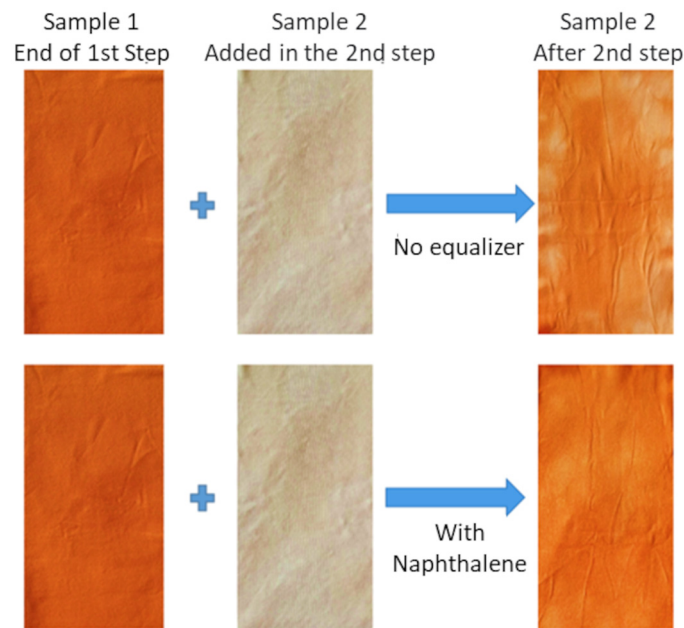 Sample 1
End of 1st Step
Sample 2
Added in the 2nd step
Sample 2
After 2nd step
No equalizer
With
Naphthalene